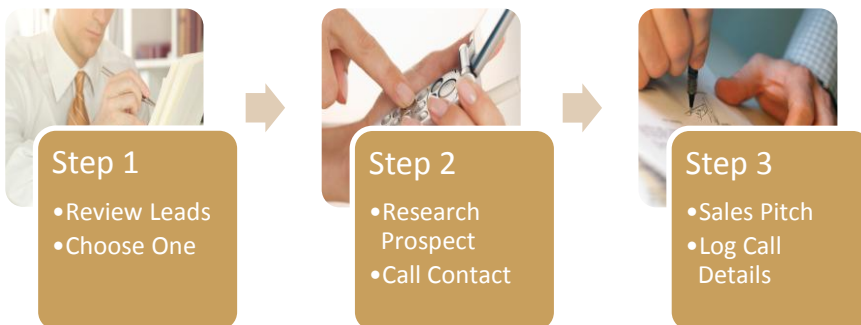 Step 1
•Review Leads
•Choose One
Step 2
•Research
Prospect
•Call Contact
Step 3
•Sales Pitch
•Log Call
Details